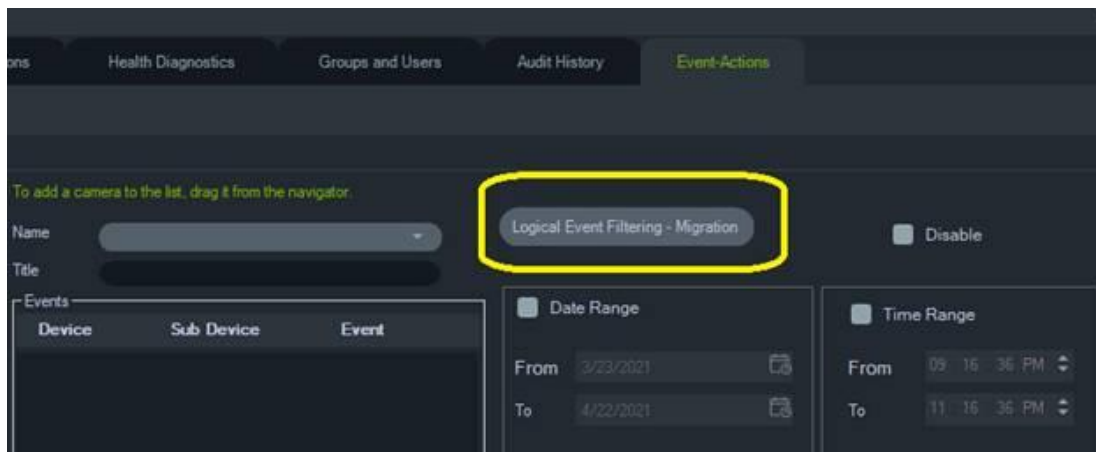 ons Health Diagnostics Groups and Users Audit History Event-Actions
To add a camera to the list, drag it from the navigator.
Name
Logical Event Filtering - Migration
Disable
Title
Events
Device Sub Device Event
Date Range
From 3/23/2021
To 4/22/2021
Time Range
From 09 16 36 PM
To 11 16 36 PM